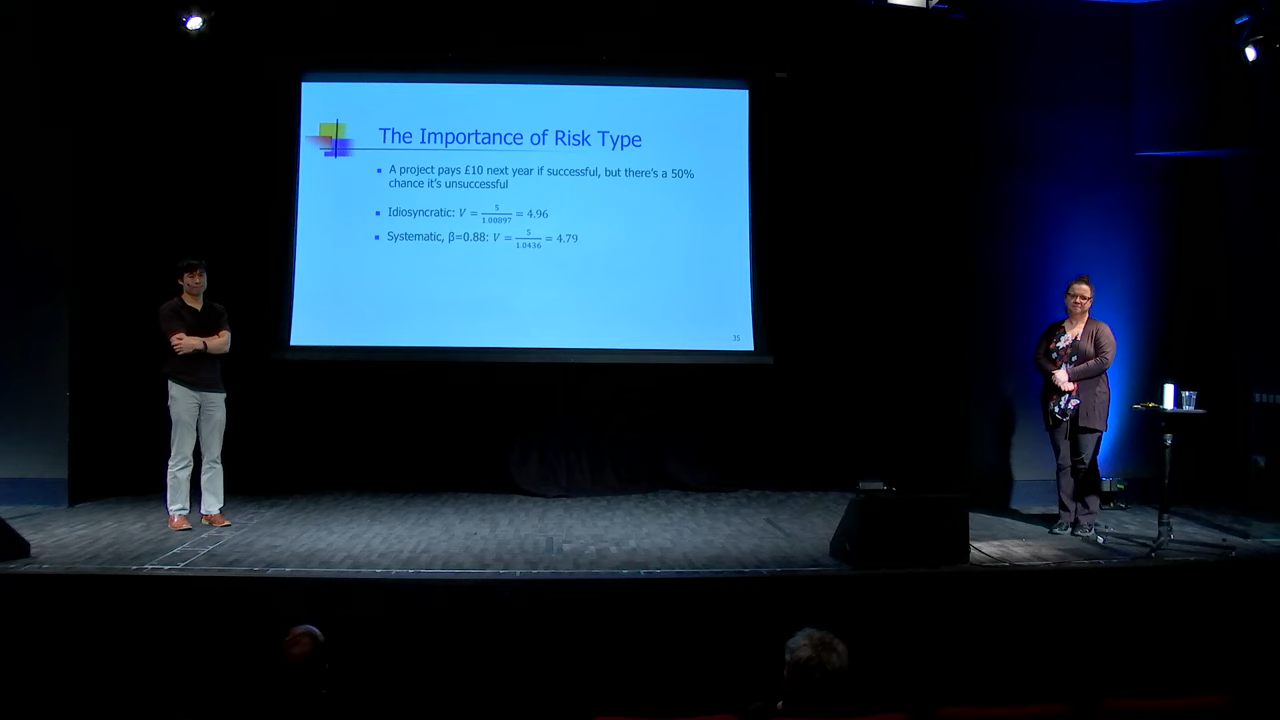 The Importance of Risk Type
A project pays £10 next year if successful, but there's a 50%
chance it's unsuccessful
Idiosyncratic: V = 5/1.00897 = 4.96
Systematic, β=0.88: V = 5/1.0436 = 4.79
35